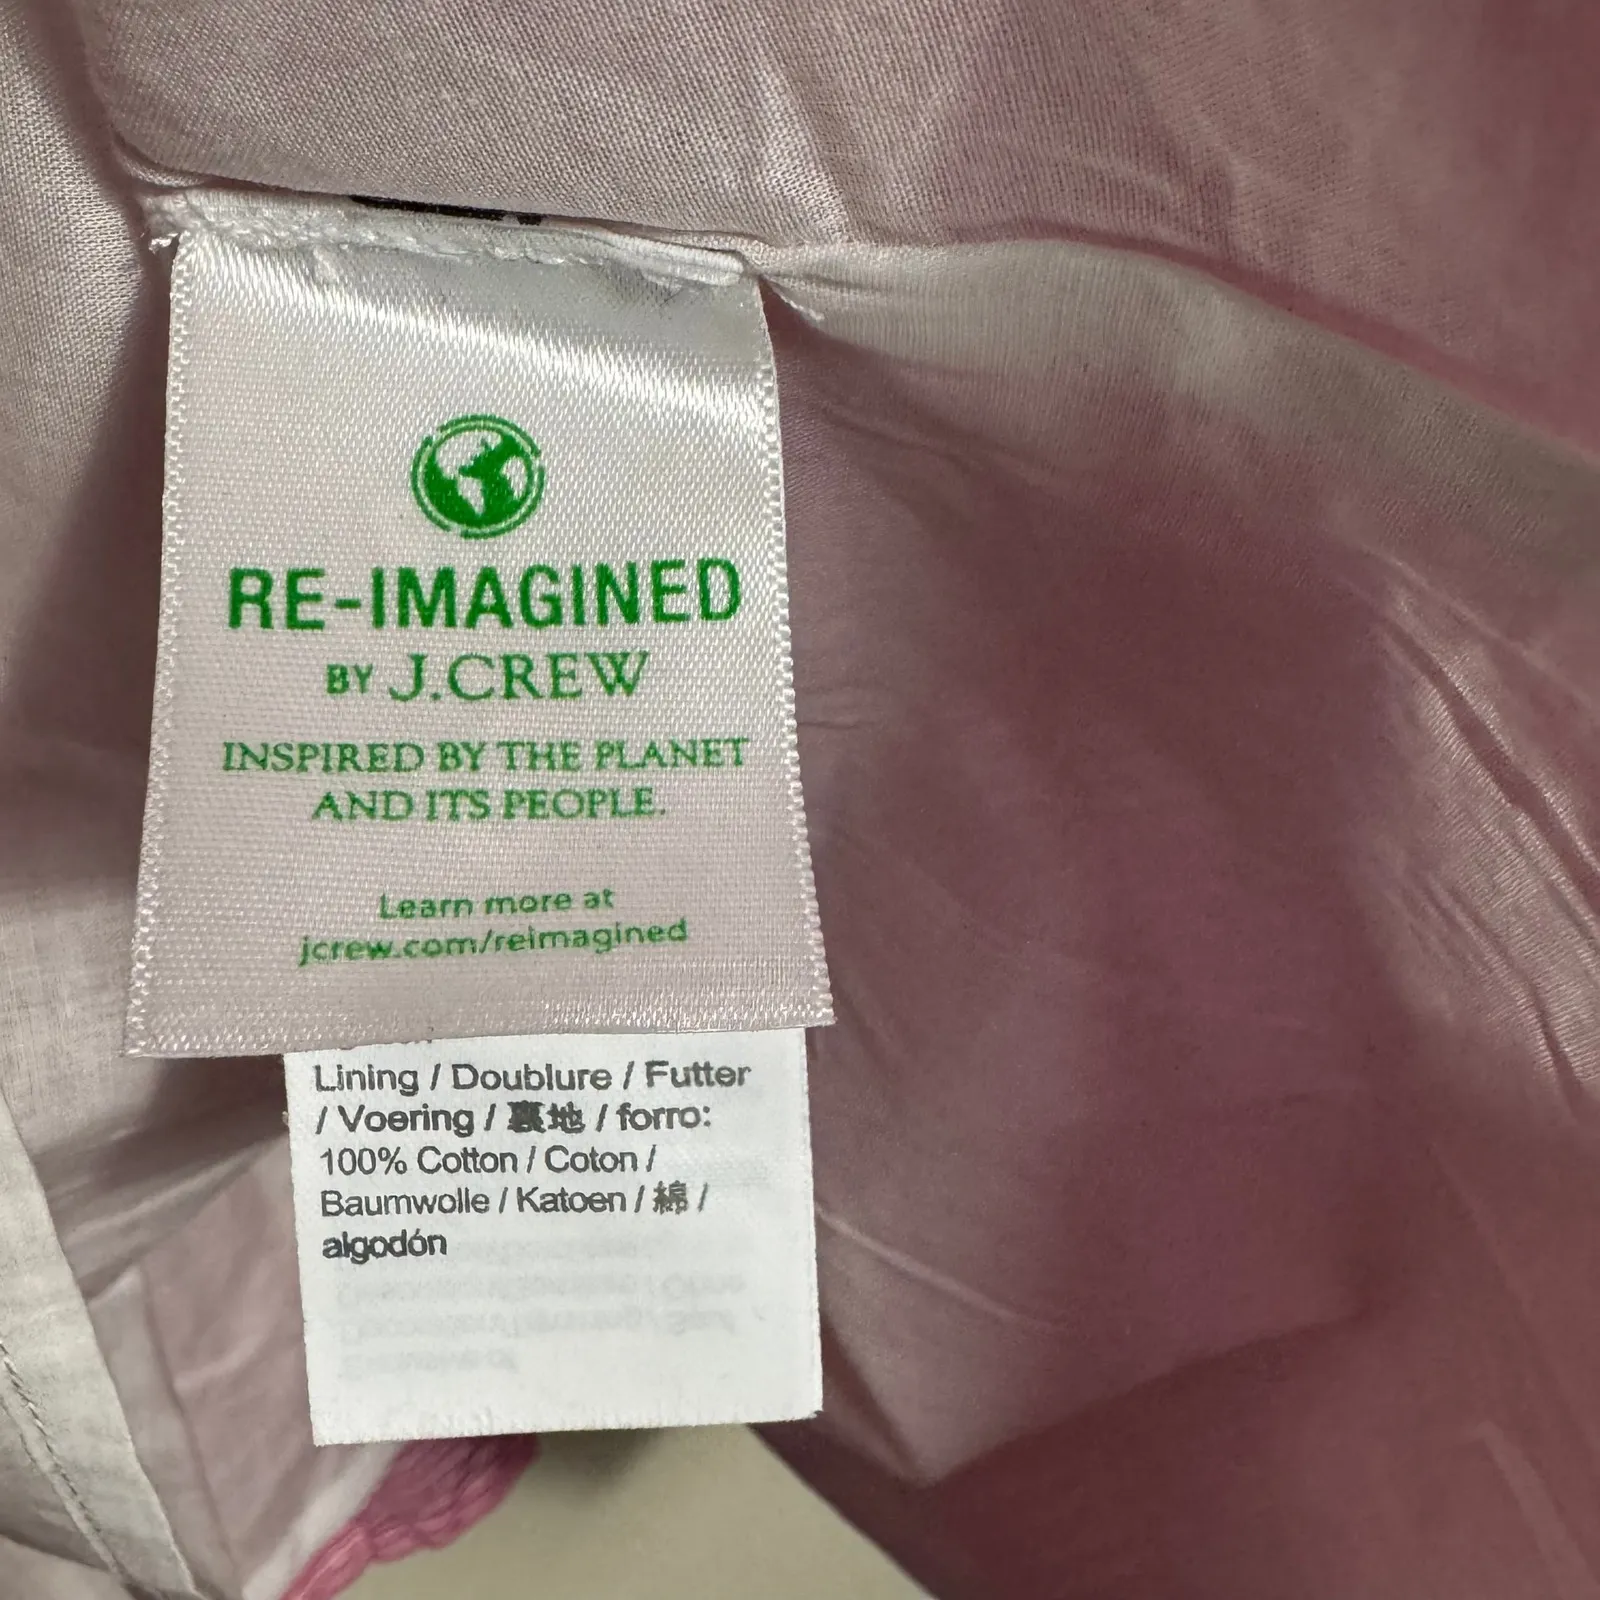 RE-IMAGINED
BY J.CREW
INSPIRED BY THE PLANET
AND ITS PEOPLE.
Learn more at
jcrew.com/reimagined
Lining / Doublure / Futter
/ Voering / 裏地 / forro:
100% Cotton / Coton /
Baumwolle / Katoen / 綿 /
algodón